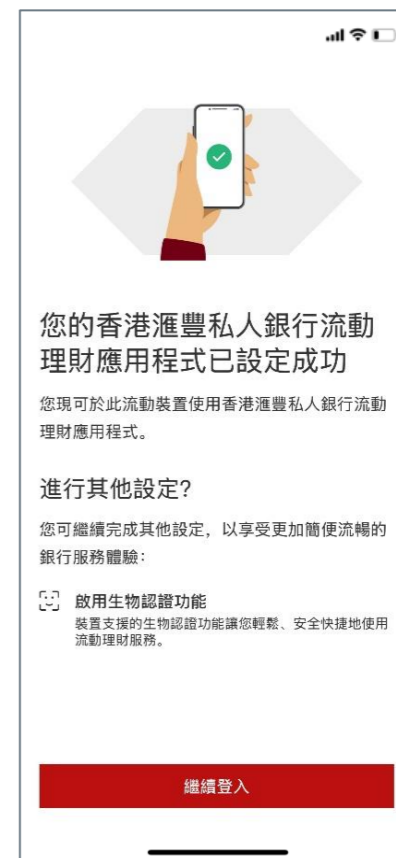 您的香港滙豐私人銀行流動
理財應用程式已設定成功
您現可於此流動裝置使用香港滙豐私人銀行流動
理財應用程式。
進行其他設定?
您可繼續完成其他設定，以享受更加簡便流暢的
銀行服務體驗：
啟用生物認證功能
裝置支援的生物認證功能讓您輕鬆、安全快捷地使用
流動理財服務。
繼續登入